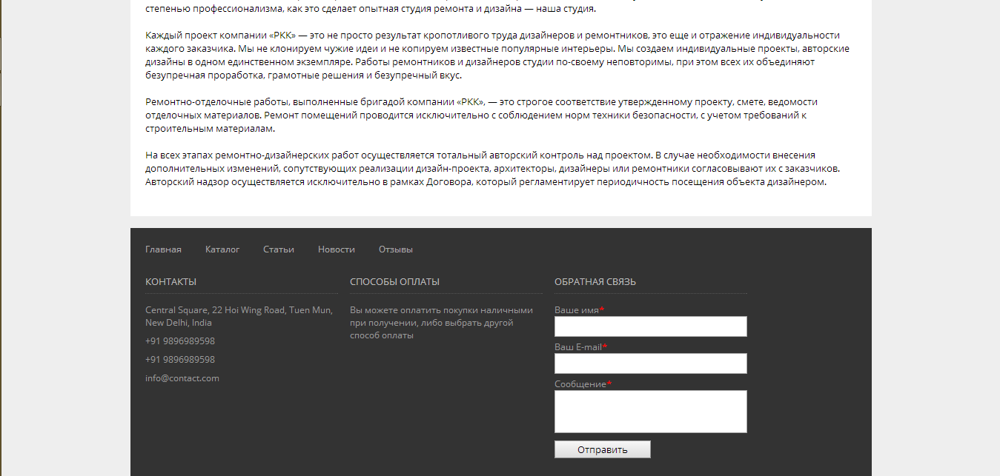 степенью профессионализма, как это сделает опытная студия ремонта и дизайна — наша студия.
Каждый проект компании «РКК» — это не просто результат кропотливого труда дизайнеров и ремонтников, это еще и отражение индивидуальности
каждого заказчика. Мы не клонируем чужие идеи и не копируем известные популярные интерьеры. Мы создаем индивидуальные проекты, авторские
дизайны в одном единственном экземпляре. Работы ремонтников и дизайнеров студии по-своему неповторимы, при этом всех их объединяют
безупречная проработка, грамотные решения и безупречный вкус.
Ремонтно-отделочные работы, выполненные бригадой компании «РКК», — это строгое соответствие утвержденному проекту, смете, ведомости
отделочных материалов. Ремонт помещений проводится исключительно с соблюдением норм техники безопасности, с учетом требований к
строительным материалам.
На всех этапах ремонтно-дизайнерских работ осуществляется тотальный авторский контроль над проектом. В случае необходимости внесения
дополнительных изменений, сопутствующих реализации дизайн-проекта, архитекторы, дизайнеры или ремонтники согласовывают их с заказчиков.
Авторский надзор осуществляется исключительно в рамках Договора, который регламентирует периодичность посещения объекта дизайнером.
Главная Каталог Статьи Новости Отзывы
КОНТАКТЫ
Central Square, 22 Hoi Wing Road, Tuen Mun,
New Delhi, India
+91 9896989598
+91 9896989598
info@contact.com
СПОСОБЫ ОПЛАТЫ
Вы можете оплатить покупки наличными
при получении, либо выбрать другой
способ оплаты
ОБРАТНАЯ СВЯЗЬ
Ваше имя*
Ваш E-mail*
Сообщение*
Отправить